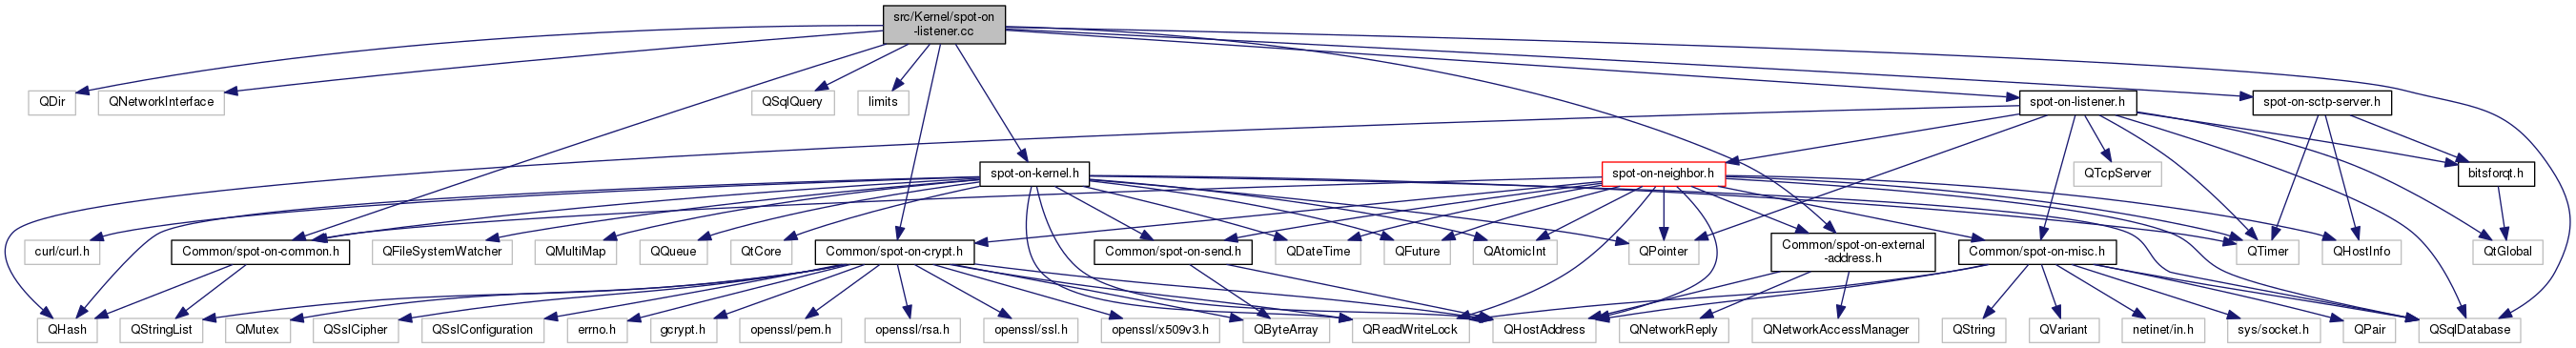 src/Kernel/spot-on
-listener.cc
QDir
QNetworkInterface
QSqlQuery
limits
spot-on-listener.h
spot-on-sctp-server.h
spot-on-kernel.h
spot-on-neighbor.h
QTcpServer
bitsforqt.h
curl/curl.h
Common/spot-on-common.h
QFileSystemWatcher
QMultiMap
QQueue
QtCore
Common/spot-on-crypt.h
Common/spot-on-send.h
QDateTime
QFuture
QAtomicInt
QPointer
Common/spot-on-external
-address.h
Common/spot-on-misc.h
QTimer
QHostInfo
QtGlobal
QHash
QStringList
QMutex
QSslCipher
QSslConfiguration
errno.h
gcrypt.h
openssl/pem.h
openssl/rsa.h
openssl/ssl.h
openssl/x509v3.h
QByteArray
QReadWriteLock
QHostAddress
QNetworkReply
QNetworkAccessManager
QString
QVariant
netinet/in.h
sys/socket.h
QPair
QSqlDatabase